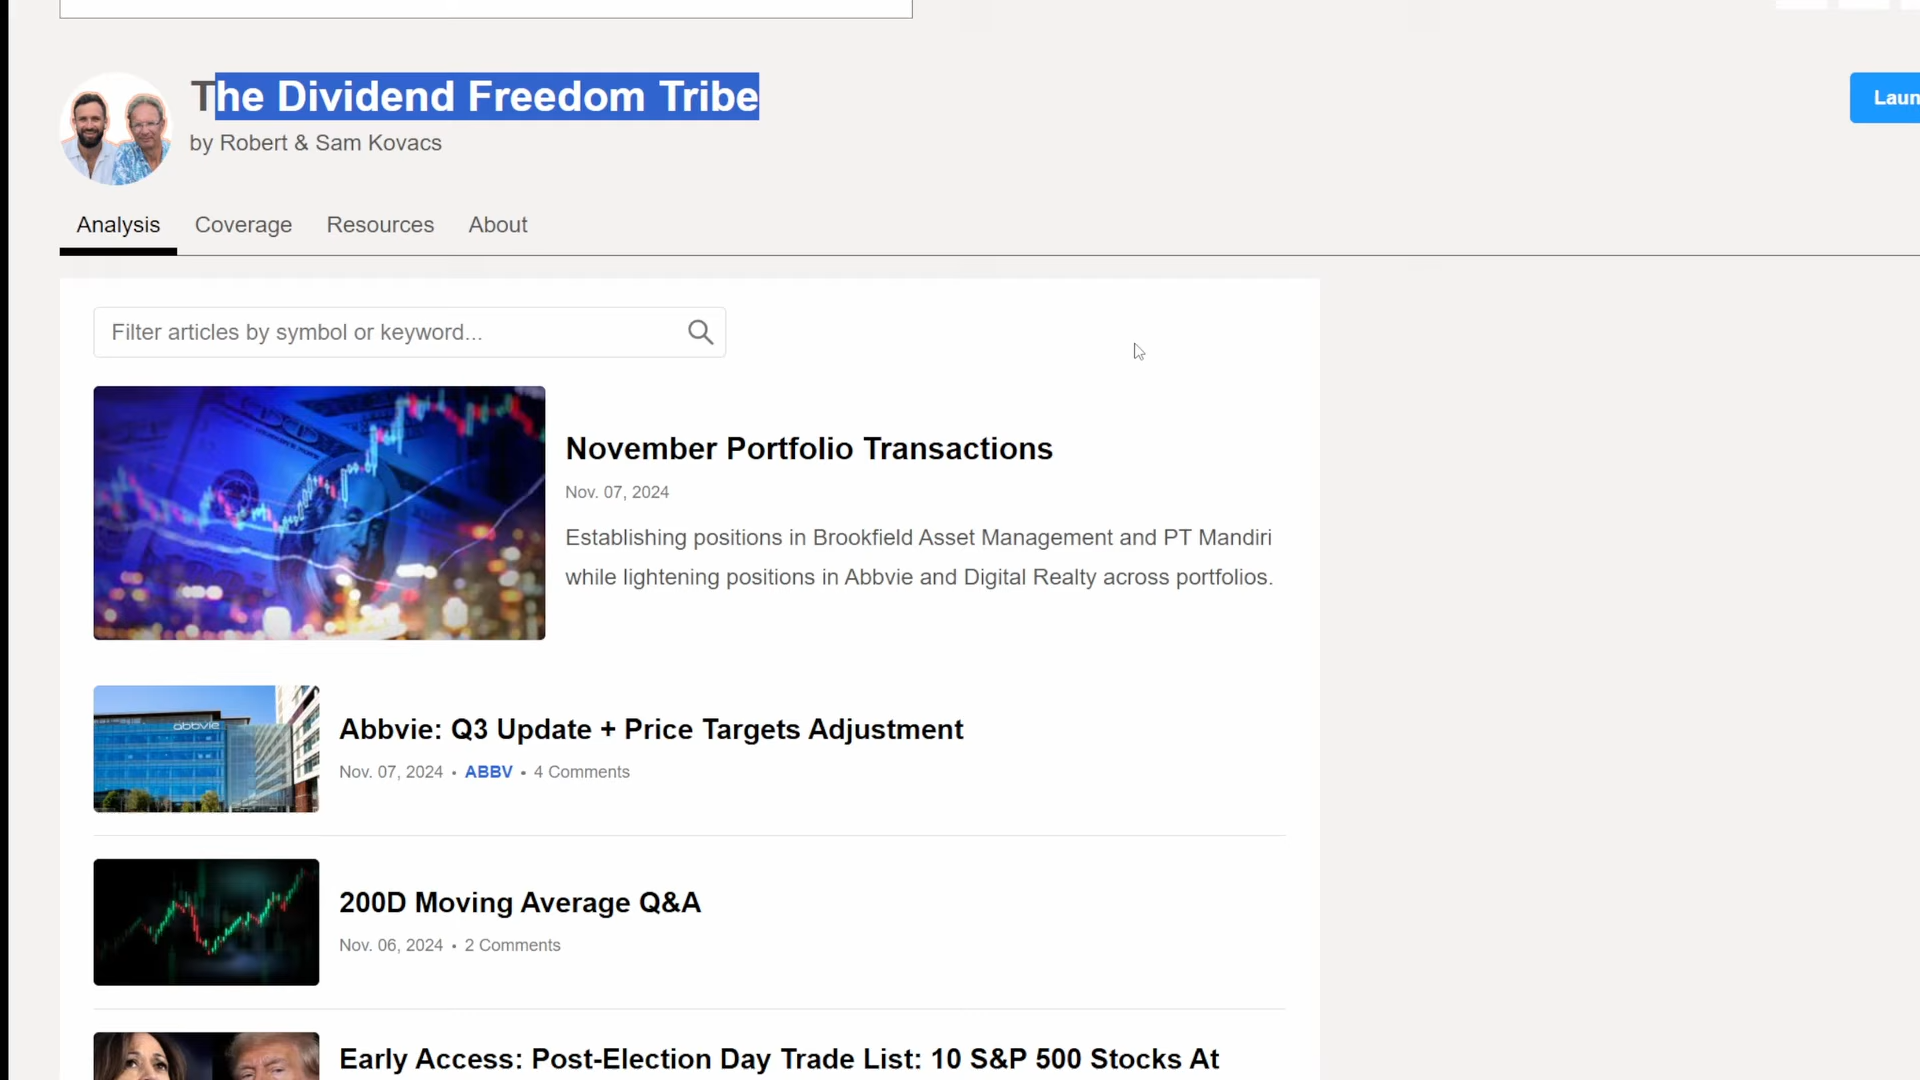 The Dividend Freedom Tribe
by Robert & Sam Kovacs
Laun
Analysis
Coverage
Resources
About
Filter articles by symbol or keyword...
November Portfolio Transactions
Nov. 07, 2024
Establishing positions in Brookfield Asset Management and PT Mandiri
while lightening positions in Abbvie and Digital Realty across portfolios.
abbvie
Abbvie: Q3 Update + Price Targets Adjustment
Nov. 07, 2024 • ABBV • 4 Comments
200D Moving Average Q&A
Nov. 06, 2024 • 2 Comments
Early Access: Post-Election Day Trade List: 10 S&P 500 Stocks At